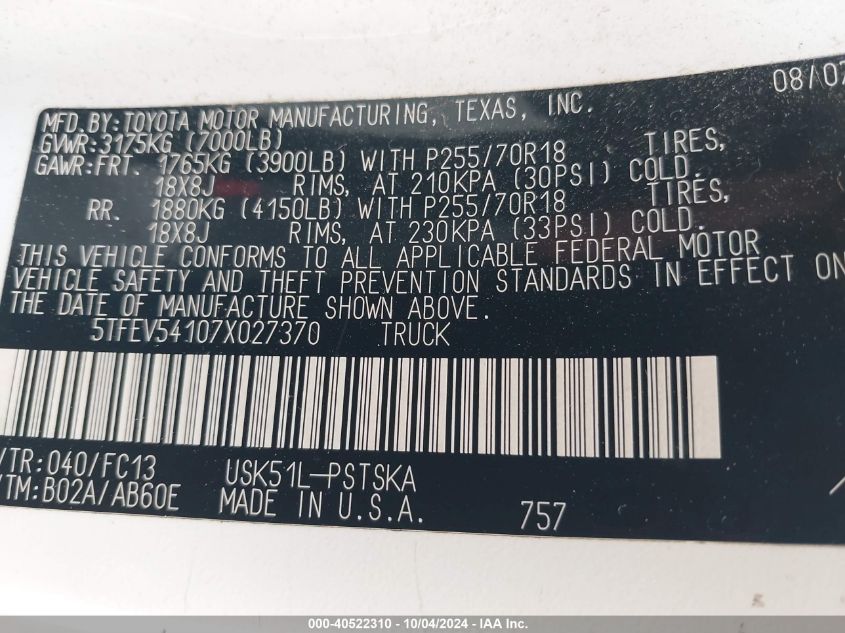 08/07
MFD.BY:TOYOTA MOTOR MANUFACTURING, TEXAS, INC.
GVWR:3175KG (7000LB)
GAWR:FRT. 1765KG (3900LB) WITH P255/70R18 TIRES,
18X8J RIMS, AT 210KPA (30PSI) COLD.
RR. 1880KG (4150LB) WITH P255/70R18 TIRES,
18X8J RIMS, AT 230KPA (33PSI) COLD.
THIS VEHICLE CONFORMS TO ALL APPLICABLE FEDERAL MOTOR
VEHICLE SAFETY AND THEFT PREVENTION STANDARDS IN EFFECT ON
THE DATE OF MANUFACTURE SHOWN ABOVE.
5TFEV54107X027370 TRUCK
/TR:040/FC13 USK51L-PSTSKA
/TM:B02A/AB60E MADE IN U.S.A. 757
000-40522310 - 10/04/2024 - IAA Inc.